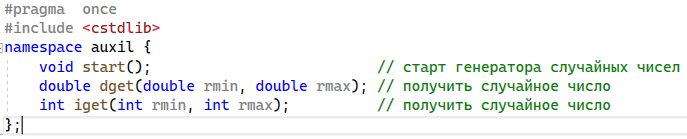 #pragma  once
#include <cstdlib>
namespace auxil {
    void start();                            // старт генератора случайных чисел
    double dget(double rmin, double rmax); // получить случайное число
    int iget(int rmin, int rmax);          // получить случайное число
};